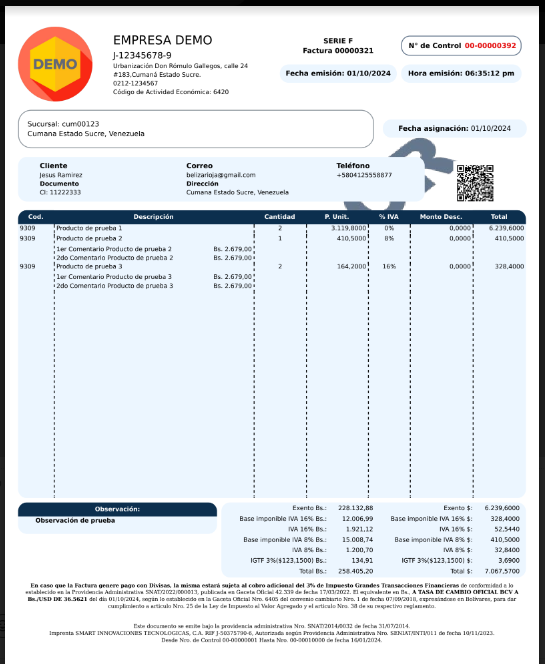 DEMO
EMPRESA DEMO
J-12345678-9
Urbanización Don Rómulo Gallegos, calle 24
#183,Cumaná Estado Sucre.
0212-1234567
Código de Actividad Económica: 6420
SERIE F
Factura 00000321
N° de Control 00-00000392
Fecha emisión: 01/10/2024
Hora emisión: 06:35:12 pm
Sucursal: cum00123
Cumana Estado Sucre, Venezuela
Fecha asignación: 01/10/2024
Cliente Correo Teléfono
Jesus Ramirez belizarioja@gmail.com +5804125558877
Documento Dirección
CI: 11222333 Cumana Estado Sucre, Venezuela
Cod. Descripción Cantidad P. Unit. % IVA Monto Desc. Total
9309 Producto de prueba 1 2 3.119,8000 0% 0,0000 6.239,6000
9309 Producto de prueba 2 1 410,5000 8% 0,0000 410,5000
1er Comentario Producto de prueba 2 Bs. 2.679,00
2do Comentario Producto de prueba 2 Bs. 2.679,00
9309 Producto de prueba 3 2 164,2000 16% 0,0000 328,4000
1er Comentario Producto de prueba 3 Bs. 2.679,00
2do Comentario Producto de prueba 3 Bs. 2.679,00
Observación:
Observación de prueba
Exento Bs.: 228.132,88 Exento $: 6.239,6000
Base imponible IVA 16% Bs.: 12.006,99 Base imponible IVA 16% $: 328,4000
IVA 16% Bs.: 1.921,12 IVA 16% $: 52,5440
Base imponible IVA 8% Bs.: 15.008,74 Base imponible IVA 8% $: 410,5000
IVA 8% Bs.: 1.200,70 IVA 8% $: 32,8400
IGTF 3%($123,1500) Bs.: 134,91 IGTF 3%($123,1500) $: 3,6900
Total Bs.: 258.405,20 Total $: 7.067,5700
En caso que la Factura genere pago con Divisas, la misma estará sujeta al cobro adicional del 3% de Impuesto Grandes Transacciones Financieras de conformidad a lo
establecido en la Providencia Administrativa SNAT/2022/000013, publicada en Gaceta Oficial 42.339 de fecha 17/03/2022. El equivalente en Bs., A TASA DE CAMBIO OFICIAL BCV A
Bs./USD DE 36.5621 del dia 01/10/2024, según lo establecido en la Gaceta Oficial Nro. 6405 del convenio cambiario Nro. 1 de fecha 07/09/2018, expresándose en Bolívares, para dar
cumplimiento a artículo Nro. 25 de la Ley de Impuesto al Valor Agregado y el artículo Nro. 38 de su respectivo reglamento.
Este documento se emite bajo la providencia administrativa Nro. SNAT/2014/0032 de fecha 31/07/2014.
Imprenta SMART INNOVACIONES TECNOLOGICAS, C.A. RIF J-50375790-6, Autorizada según Providencia Administrativa Nro. SENIAT/INTI/011 de fecha 10/11/2023.
Desde Nro. de Control 00-00000001 Hasta Nro. 00-00010000 de fecha 16/01/2024.